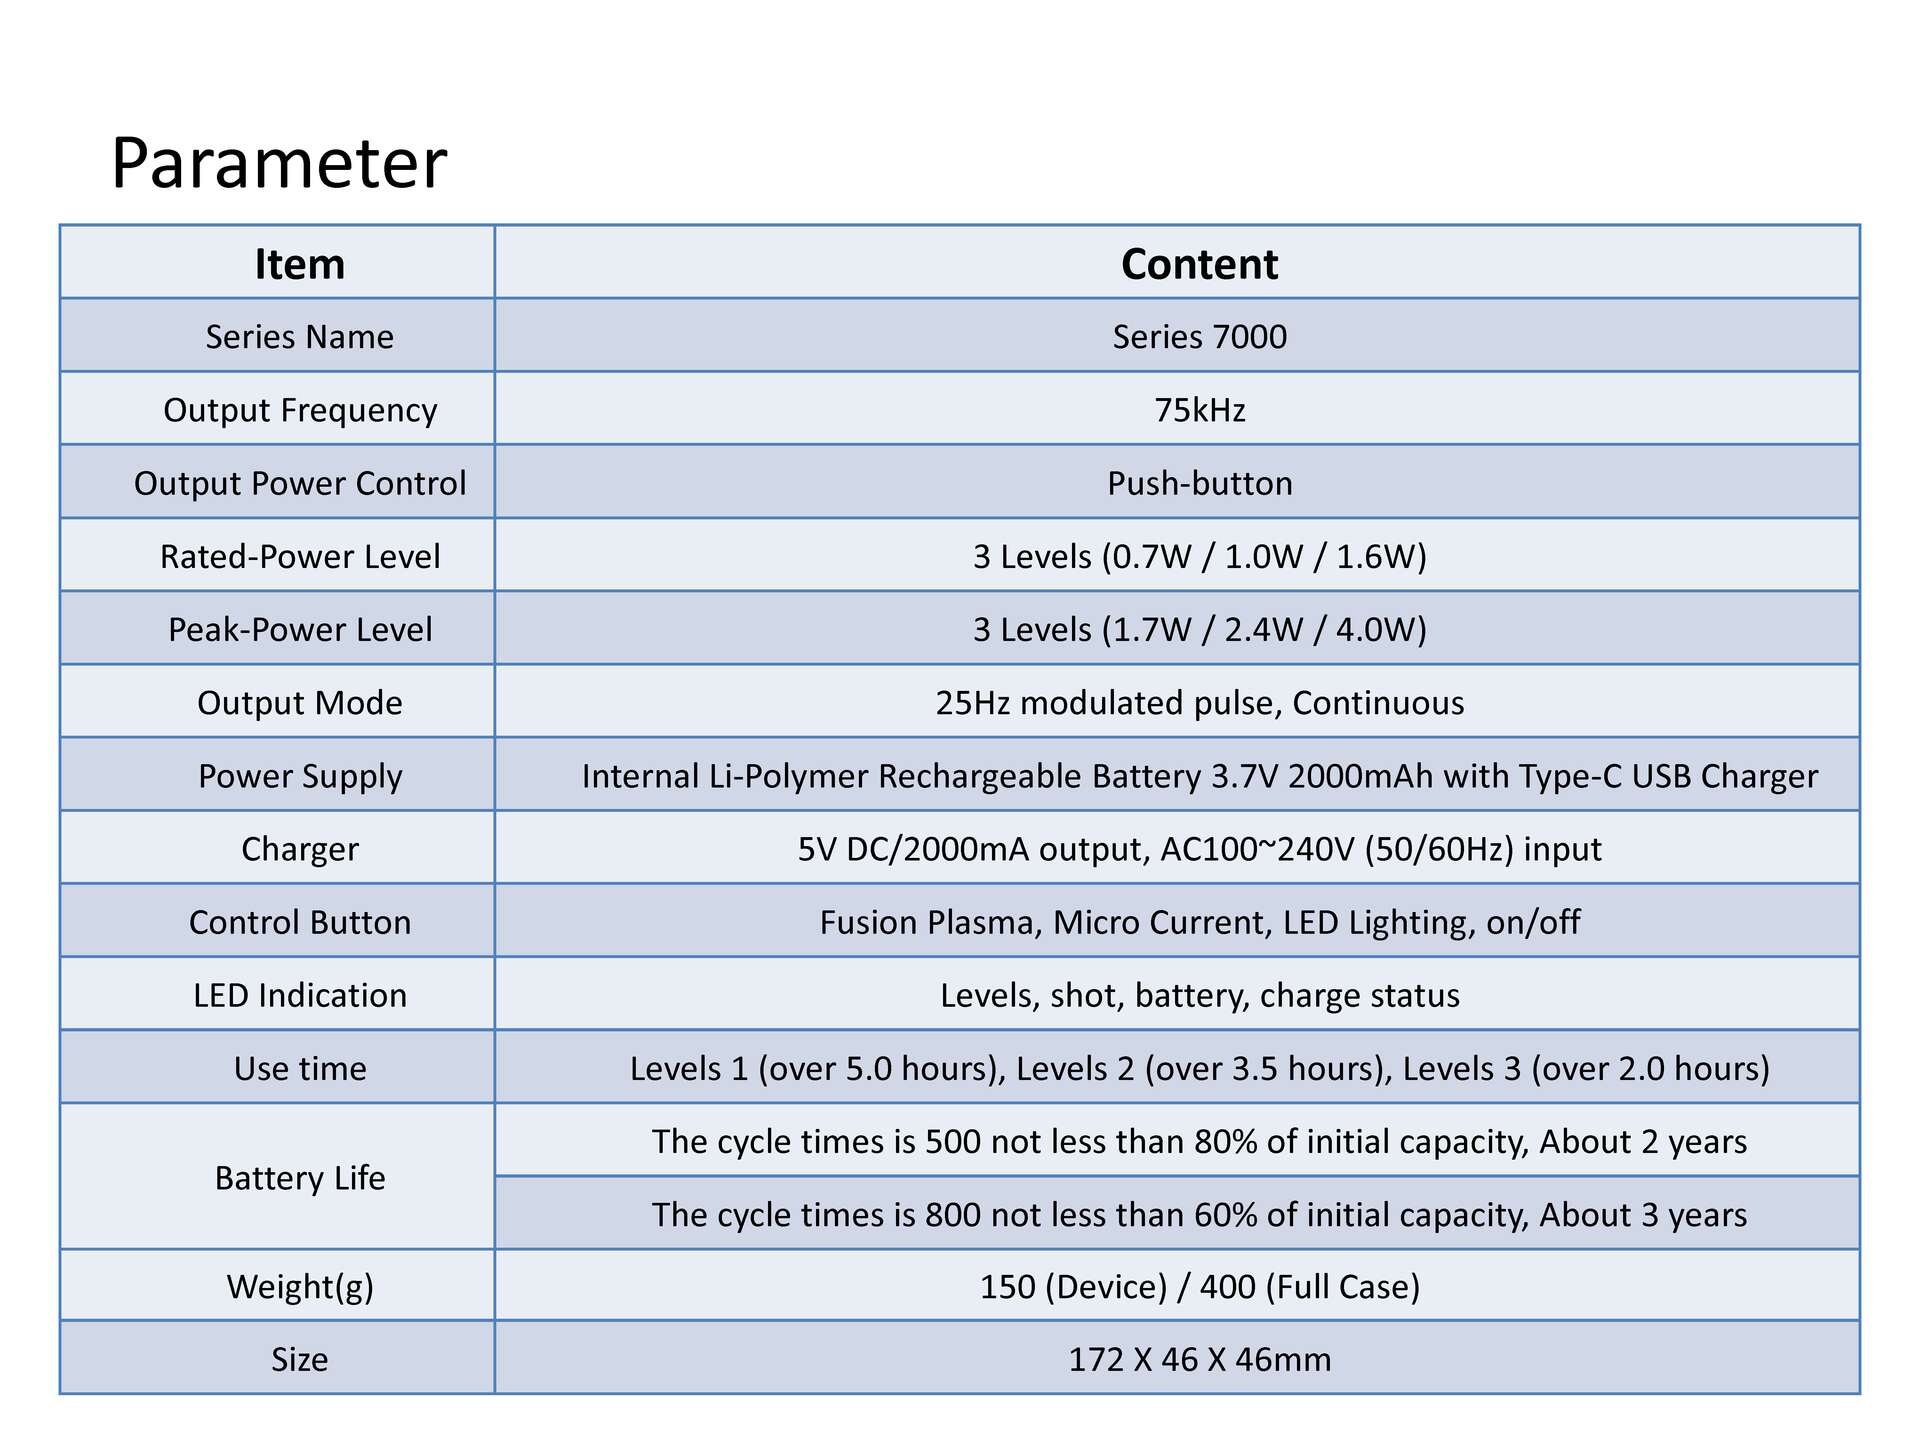 Parameter
Item Content
Series Name Series 7000
Output Frequency 75kHz
Output Power Control Push-button
Rated-Power Level 3 Levels (0.7W / 1.0W / 1.6W)
Peak-Power Level 3 Levels (1.7W / 2.4W / 4.0W)
Output Mode 25Hz modulated pulse, Continuous
Power Supply Internal Li-Polymer Rechargeable Battery 3.7V 2000mAh with Type-C USB Charger
Charger 5V DC/2000mA output, AC100~240V (50/60Hz) input
Control Button Fusion Plasma, Micro Current, LED Lighting, on/off
LED Indication Levels, shot, battery, charge status
Use time Levels 1 (over 5.0 hours), Levels 2 (over 3.5 hours), Levels 3 (over 2.0 hours)
Battery Life
The cycle times is 500 not less than 80% of initial capacity, About 2 years
The cycle times is 800 not less than 60% of initial capacity, About 3 years
Weight(g) 150 (Device) / 400 (Full Case)
Size 172 X 46 X 46mm